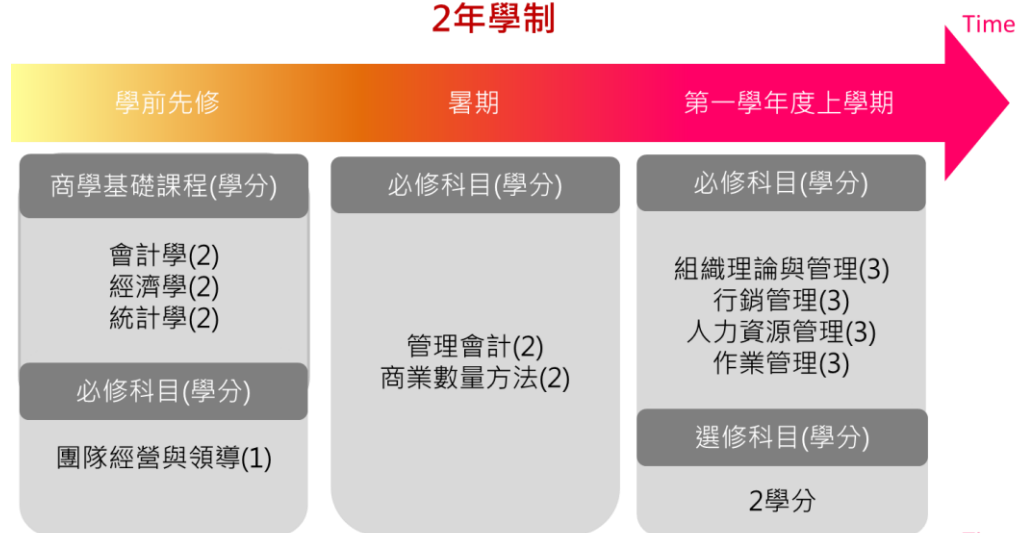 2年學制
Time
學前先修
暑期
第一學年度上學期
商學基礎課程(學分)
會計學(2)
經濟學(2)
統計學(2)
必修科目(學分)
團隊經營與領導(1)
必修科目(學分)
管理會計(2)
商業數量方法(2)
必修科目(學分)
組織理論與管理(3)
行銷管理(3)
人力資源管理(3)
作業管理(3)
選修科目(學分)
2學分